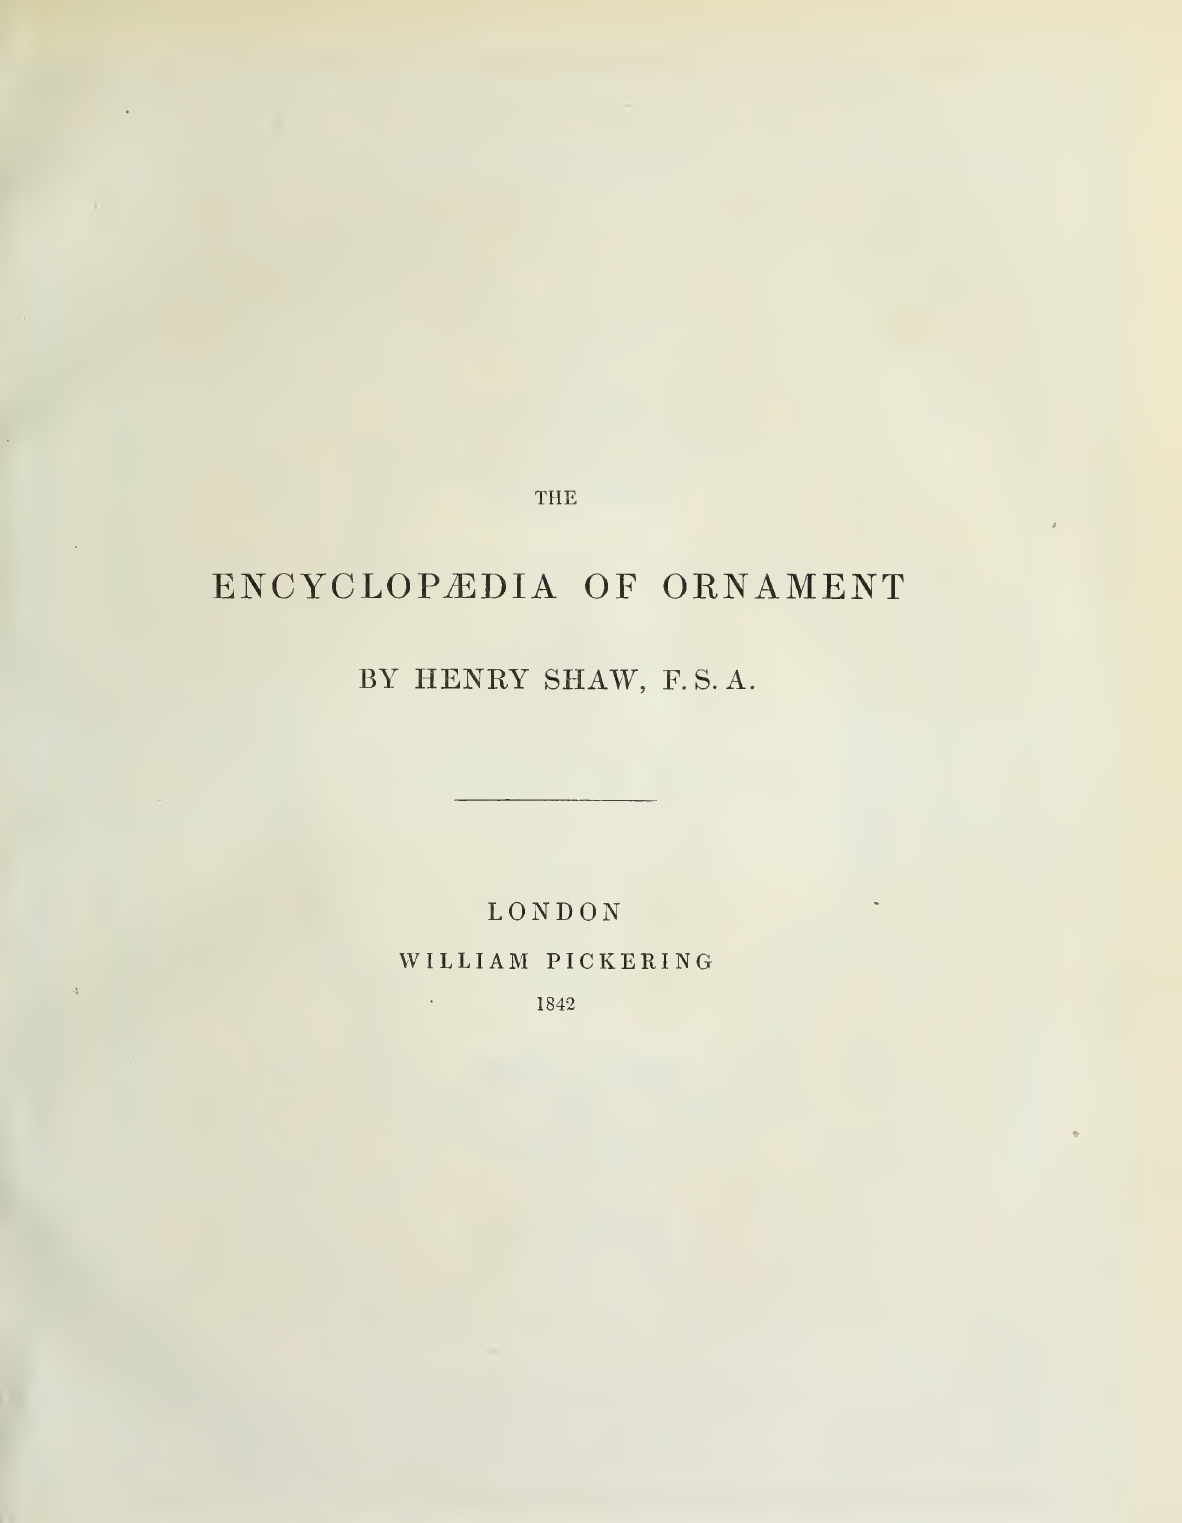 THE
ENCYCLOPÆDIA OF ORNAMENT
BY HENRY SHAW, F. S. A.
LONDON
WILLIAM PICKERING
1842